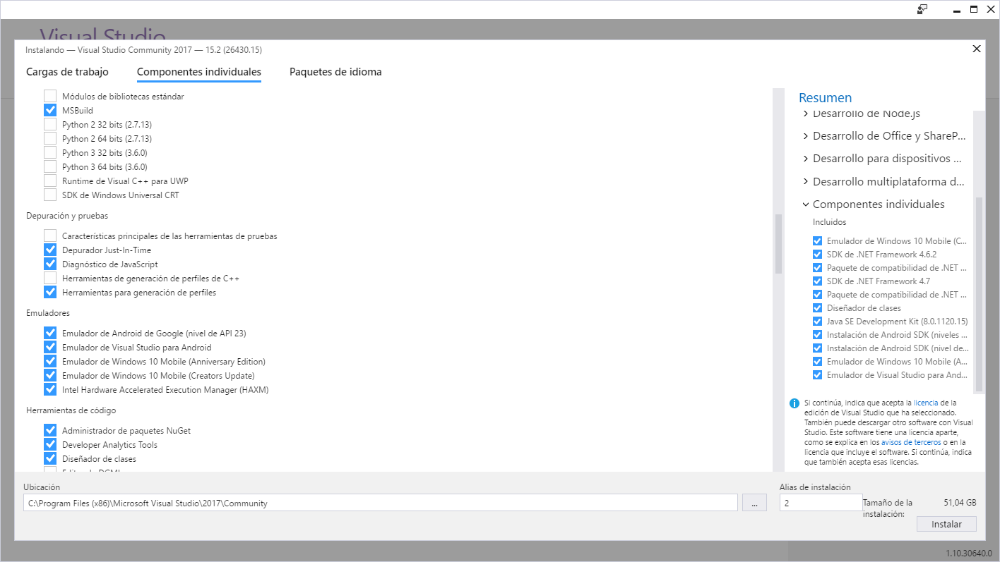 Visual Studio
Instalando — Visual Studio Community 2017 — 15.2 (26430.15)
Cargas de trabajo
Componentes individuales
Paquetes de idioma
Módulos de bibliotecas estándar
MSBuild
Python 2 32 bits (2.7.13)
Python 2 64 bits (2.7.13)
Python 3 32 bits (3.6.0)
Python 3 64 bits (3.6.0)
Runtime de Visual C++ para UWP
SDK de Windows Universal CRT
Depuración y pruebas
Características principales de las herramientas de pruebas
Depurador Just-In-Time
Diagnóstico de JavaScript
Herramientas de generación de perfiles de C++
Herramientas para generación de perfiles
Emuladores
Emulador de Android de Google (nivel de API 23)
Emulador de Visual Studio para Android
Emulador de Windows 10 Mobile (Anniversary Edition)
Emulador de Windows 10 Mobile (Creators Update)
Intel Hardware Accelerated Execution Manager (HAXM)
Herramientas de código
Administrador de paquetes NuGet
Developer Analytics Tools
Diseñador de clases
Resumen
Desarrollo de Node.js
Desarrollo de Office y ShareP...
Desarrollo para dispositivos ...
Desarrollo multiplataforma d...
Componentes individuales
Incluidos
Emulador de Windows 10 Mobile (C...
SDK de .NET Framework 4.6.2
Paquete de compatibilidad de .NET ...
SDK de .NET Framework 4.7
Paquete de compatibilidad de .NET ...
Diseñador de clases
Java SE Development Kit (8.0.1120.15)
Instalación de Android SDK (niveles ...
Instalación de Android SDK (nivel de...
Emulador de Windows 10 Mobile (A...
Emulador de Visual Studio para And...
Si continúa, indica que acepta la licencia de la
edición de Visual Studio que ha seleccionado.
También puede descargar otro software con Visual
Studio. Este software tiene una licencia aparte,
como se explica en los avisos de terceros o en la
licencia que incluye el software. Si continúa, indica
que también acepta esas licencias.
Ubicación
C:\Program Files (x86)\Microsoft Visual Studio\2017\Community
...
Alias de instalación
2
Tamaño de la
instalación:
51,04 GB
Instalar
1.10.30640.0